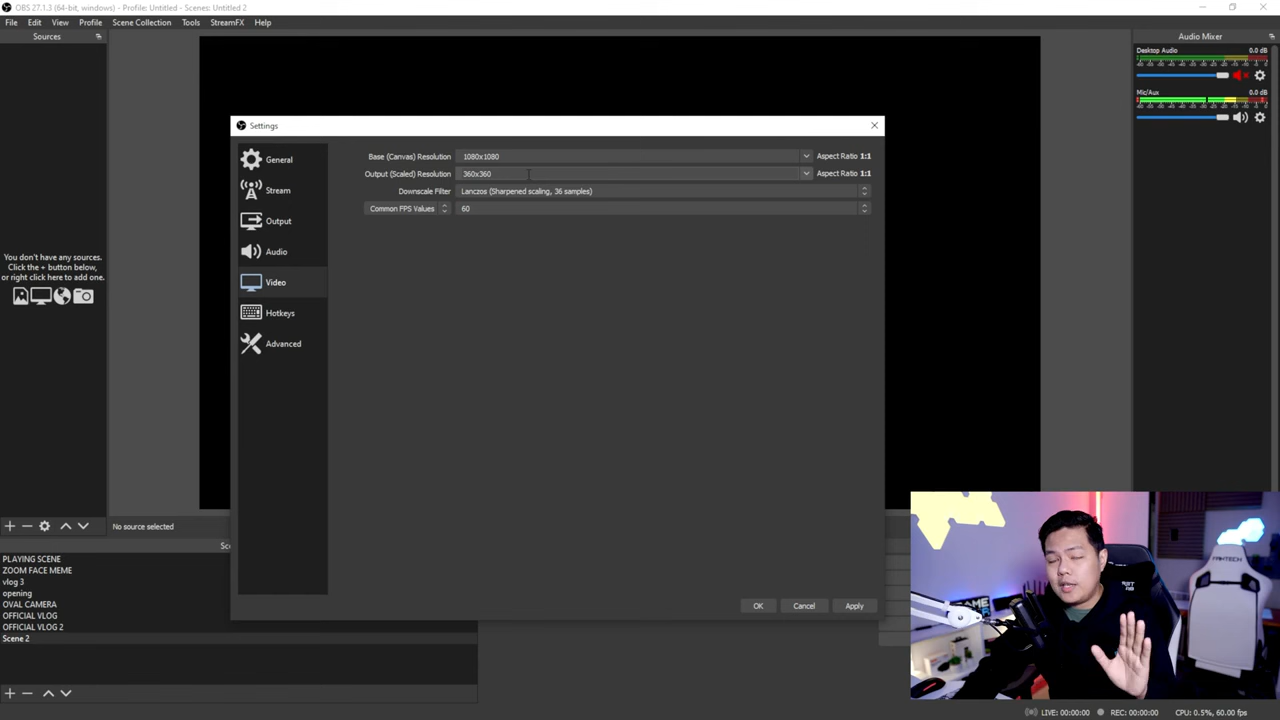 OBS 27.1.3 (64-bit, windows) - Profile: Untitled - Scenes: Untitled 2
File Edit View Profile Scene Collection Tools StreamFX Help
Sources
Audio Mixer
Desktop Audio 0.0 dB
Mic/Aux 0.0 dB
Settings
General
Stream
Output
Audio
Video
Hotkeys
Advanced
Base (Canvas) Resolution 1080x1080 Aspect Ratio 1:1
Output (Scaled) Resolution 360x360 Aspect Ratio 1:1
Downscale Filter Lanczos (Sharpened scaling, 36 samples)
Common FPS Values 60
OK Cancel Apply
You don't have any sources.
Click the + button below,
or right click here to add one.
No source selected
Sc
PLAYING SCENE
ZOOM FACE MEME
vlog 3
opening
OVAL CAMERA
OFFICIAL VLOG
OFFICIAL VLOG 2
Scene 2
FANTECH
GAME
LIVE: 00:00:00 REC: 00:00:00 CPU: 0.5%, 60.00 fps